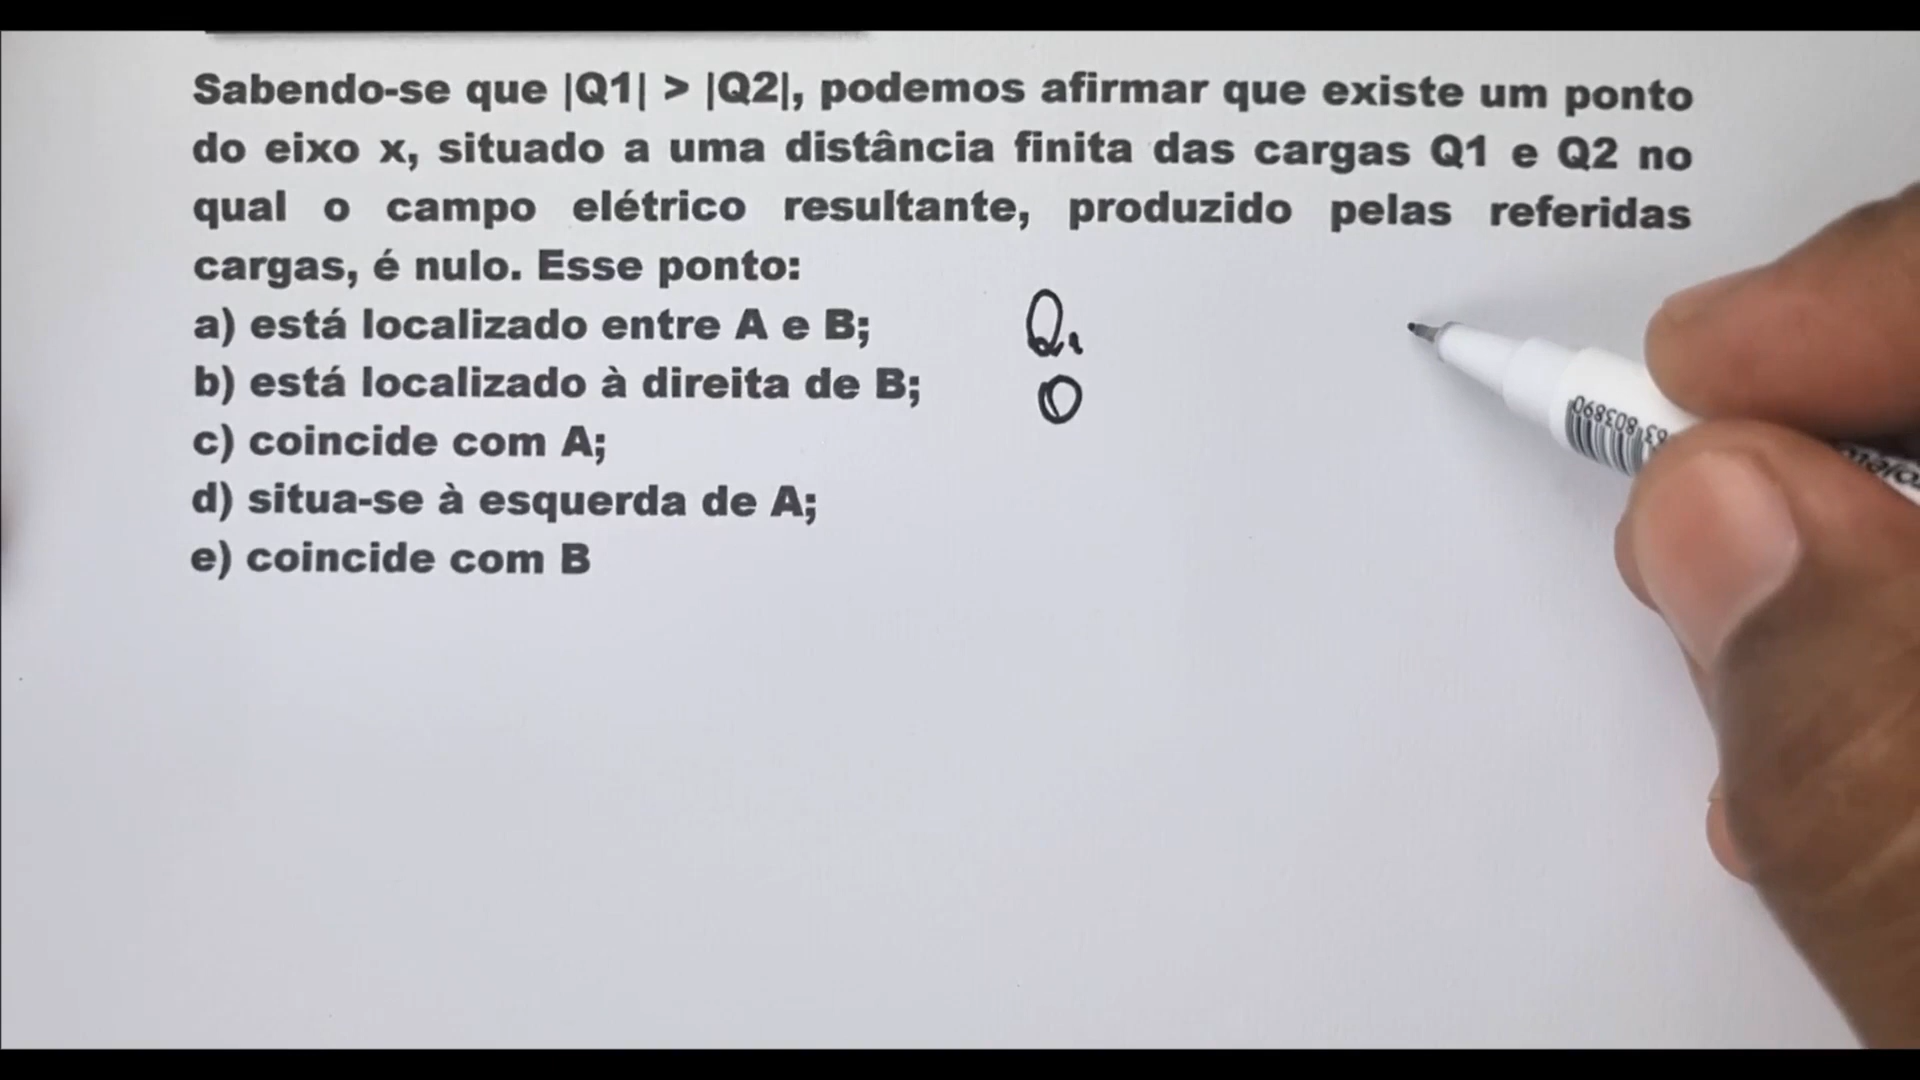 Sabendo-se que |Q1| > |Q2|, podemos afirmar que existe um ponto
do eixo x, situado a uma distância finita das cargas Q1 e Q2 no
qual o campo elétrico resultante, produzido pelas referidas
cargas, é nulo. Esse ponto:
a) está localizado entre A e B;
b) está localizado à direita de B;
c) coincide com A;
d) situa-se à esquerda de A;
e) coincide com B
Q1